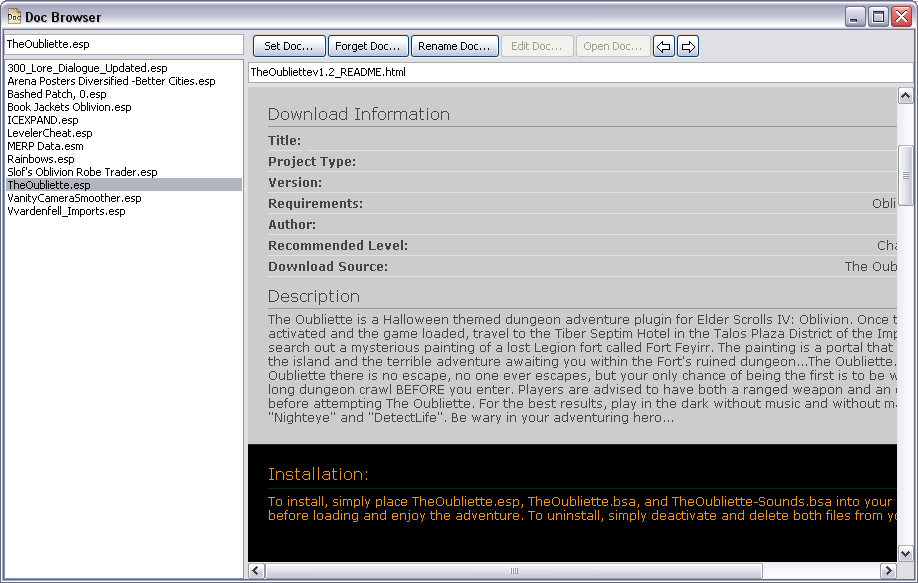 Doc Browser
TheOubliette.esp
Set Doc...
Forget Doc...
Rename Doc...
Edit Doc...
Open Doc...
TheOubliettev1.2_README.html
300_Lore_Dialogue_Updated.esp
Arena Posters Diversified -Better Cities.esp
Bashed Patch, 0.esp
Book Jackets Oblivion.esp
ICEXPAND.esp
LevelerCheat.esp
MERP Data.esm
Rainbows.esp
Slof's Oblivion Robe Trader.esp
TheOubliette.esp
VanityCameraSmoother.esp
Vvardenfell_Imports.esp
Download Information
Title:
Project Type:
Version:
Requirements: Obli
Author:
Recommended Level: Cha
Download Source: The Oub
Description
The Oubliette is a Halloween themed dungeon adventure plugin for Elder Scrolls IV: Oblivion. Once t
activated and the game loaded, travel to the Tiber Septim Hotel in the Talos Plaza District of the Imp
search out a mysterious painting of a lost Legion fort called Fort Feyirr. The painting is a portal that
the island and the terrible adventure awaiting you within the Fort's ruined dungeon...The Oubliette.
Oubliette there is no escape, no one ever escapes, but your only chance of being the first is to be w
long dungeon crawl BEFORE you enter. Players are advised to have both a ranged weapon and an
before attempting The Oubliette. For the best results, play in the dark without music and without ma
"Nighteye" and "DetectLife". Be wary in your adventuring hero...
Installation:
To install, simply place TheOubliette.esp, TheOubliette.bsa, and TheOubliette-Sounds.bsa into your
before loading and enjoy the adventure. To uninstall, simply deactivate and delete both files from yo